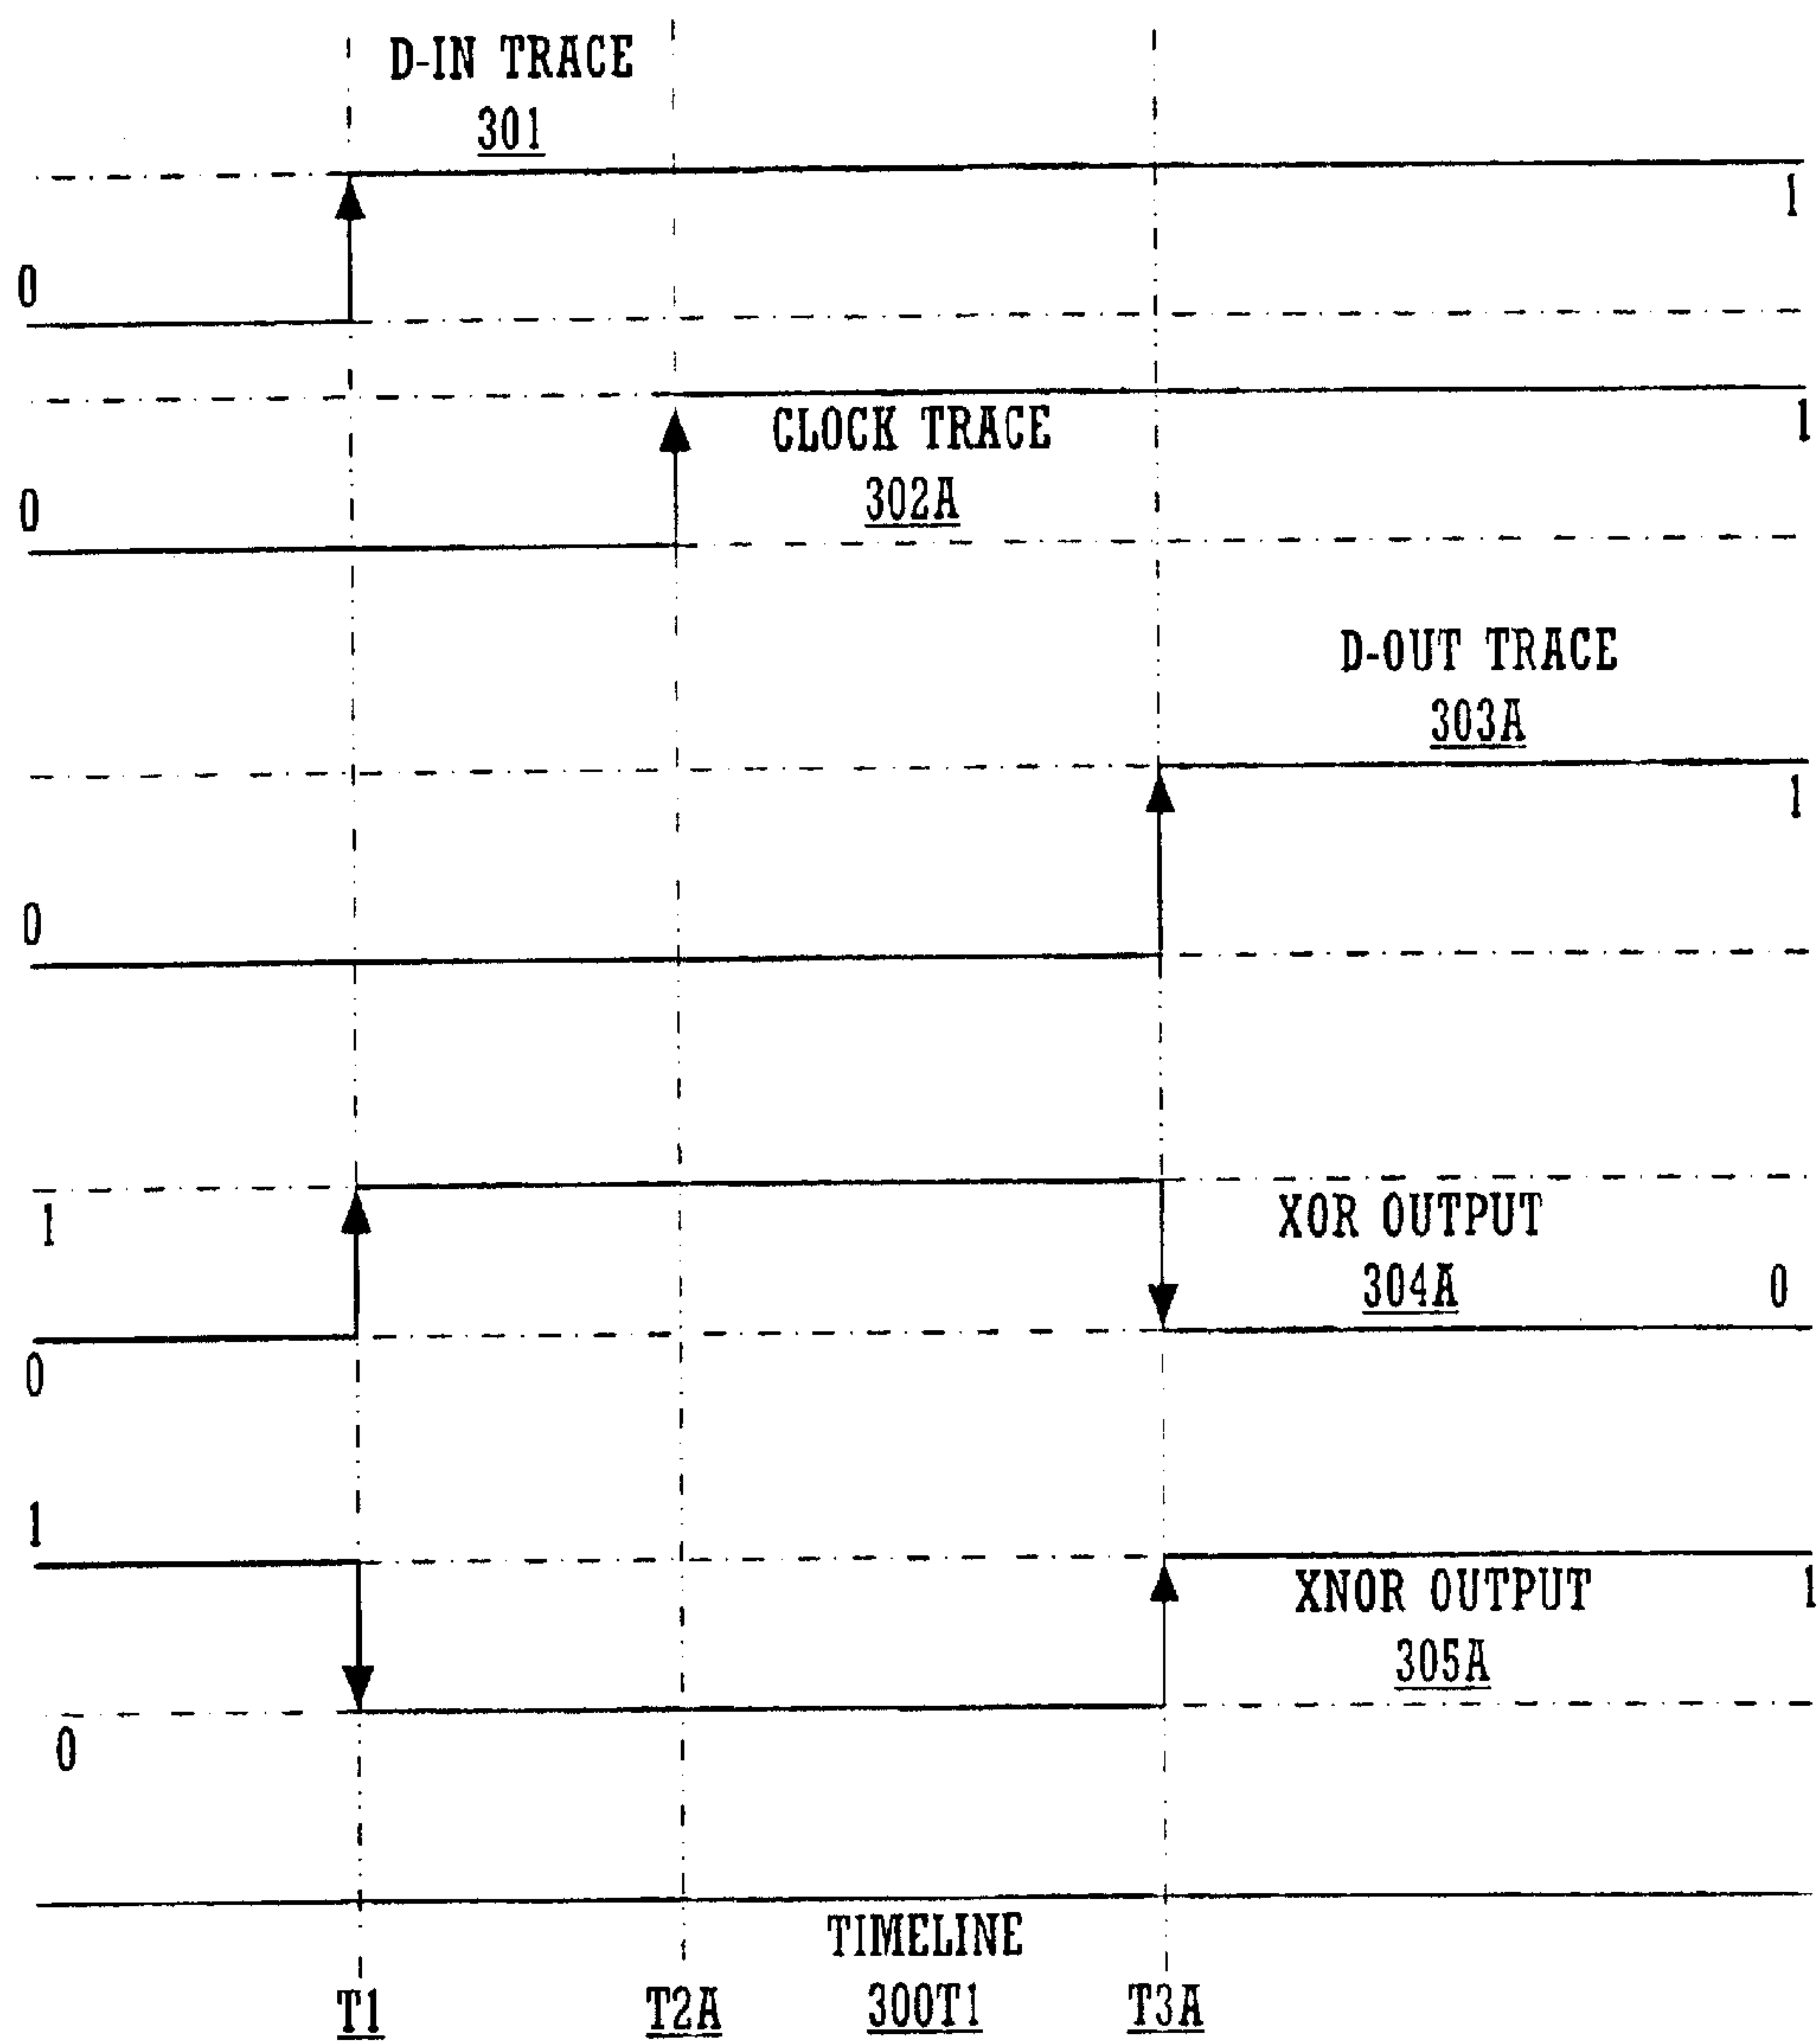 D-IN TRACE
301
1
0
CLOCK TRACE
302A
1
0
D-OUT TRACE
303A
1
0
1
XOR OUTPUT
304A
0
0
1
XNOR OUTPUT
305A
1
0
TIMELINE
T1
T2A
300T1
T3A